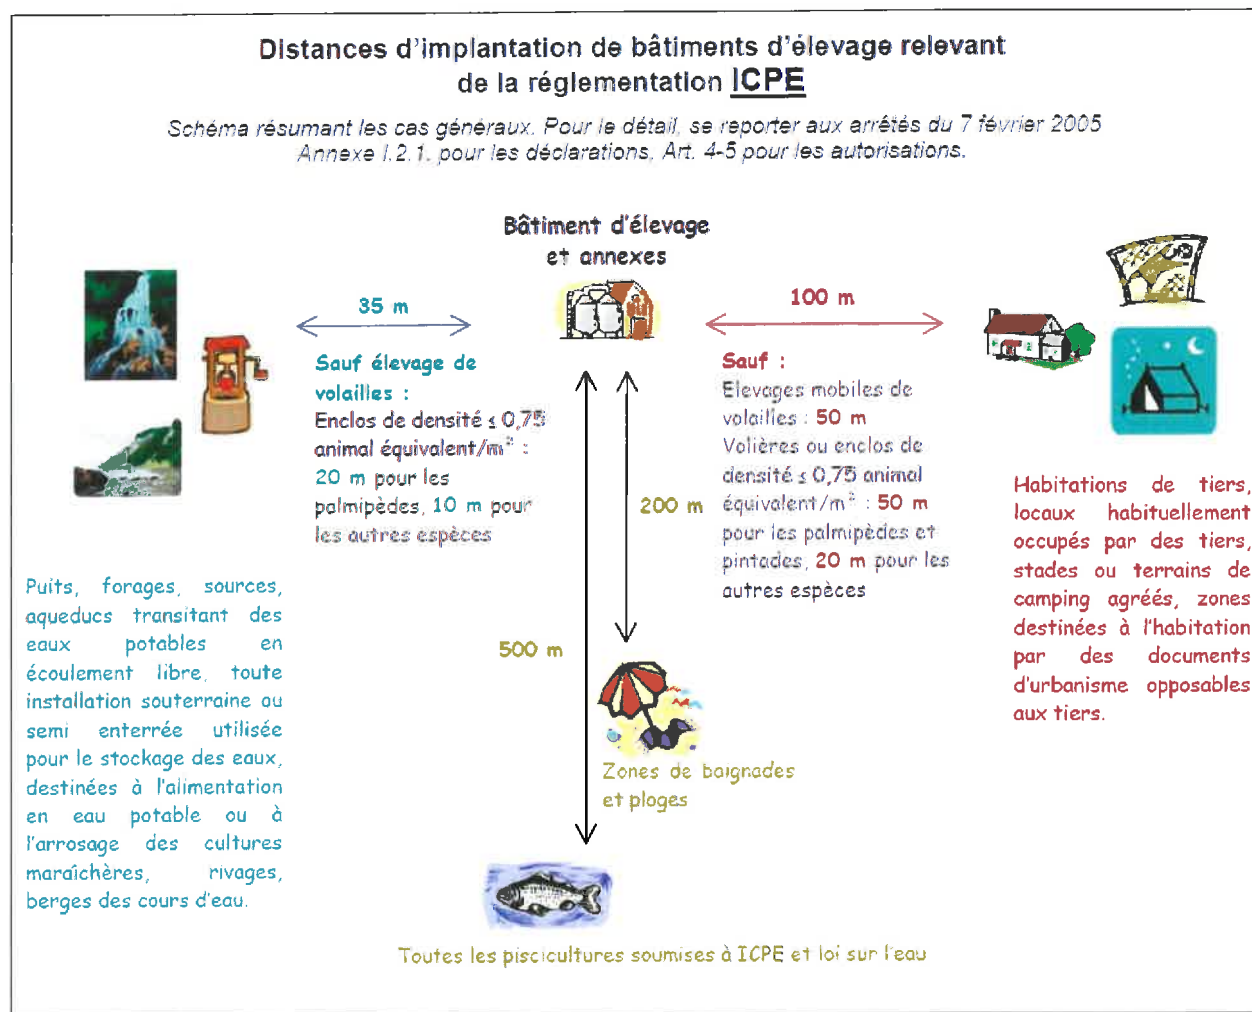 Distances d'implantation de bâtiments d'élevage relevant
de la réglementation ICPE
Schéma résumant les cas généraux. Pour le détail, se reporter aux arrêtés du 7 février 2005
Annexe I.2.1. pour les déclarations, Art. 4-5 pour les autorisations.
Bâtiment d'élevage
et annexes
35 m
Sauf élevage de
volailles :
Enclos de densité ≤ 0,75
animal équivalent/m² :
20 m pour les
palmipèdes, 10 m pour
les autres espèces
100 m
Sauf :
Elevages mobiles de
volailles : 50 m
Volières ou enclos de
densité ≤ 0,75 animal
équivalent/m² : 50 m
pour les palmipèdes et
pintades, 20 m pour les
autres espèces
200 m
500 m
Puits, forages, sources,
aqueducs transitant des
eaux potables en
écoulement libre, toute
installation souterraine ou
semi enterrée utilisée
pour le stockage des eaux,
destinées à l'alimentation
en eau potable ou à
l'arrosage des cultures
maraîchères, rivages,
berges des cours d'eau.
Habitations de tiers,
locaux habituellement
occupés par des tiers,
stades ou terrains de
camping agréés, zones
destinées à l'habitation
par des documents
d'urbanisme opposables
aux tiers.
Zones de baignades
et plages
Toutes les piscicultures soumises à ICPE et loi sur l'eau